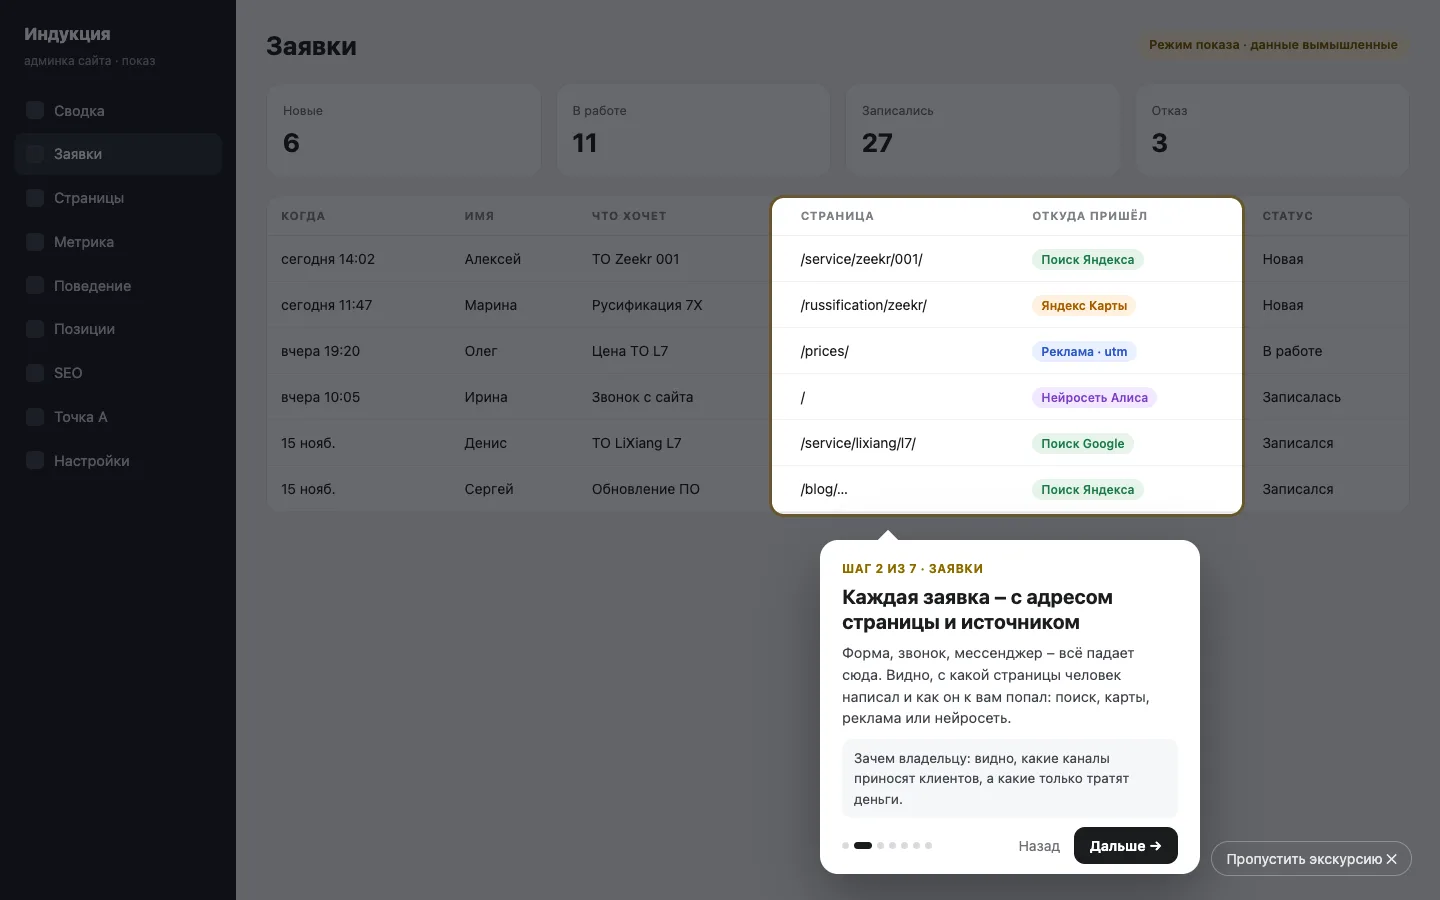 Индукция
админка сайта · показ
Сводка
Заявки
Страницы
Метрика
Поведение
Позиции
SEO
Точка А
Настройки
Заявки
Режим показа · данные вымышленные
Новые
6
В работе
11
Записались
27
Отказ
3
КОГДА ИМЯ ЧТО ХОЧЕТ СТРАНИЦА ОТКУДА ПРИШЁЛ СТАТУС
сегодня 14:02 Алексей ТО Zeekr 001 /service/zeekr/001/ Поиск Яндекса Новая
сегодня 11:47 Марина Русификация 7X /russification/zeekr/ Яндекс Карты Новая
вчера 19:20 Олег Цена ТО L7 /prices/ Реклама · utm В работе
вчера 10:05 Ирина Звонок с сайта / Нейросеть Алиса Записалась
15 нояб. Денис ТО LiXiang L7 /service/lixiang/l7/ Поиск Google Записался
15 нояб. Сергей Обновление ПО /blog/... Поиск Яндекса Записался
ШАГ 2 ИЗ 7 · ЗАЯВКИ
Каждая заявка – с адресом
страницы и источником
Форма, звонок, мессенджер – всё падает
сюда. Видно, с какой страницы человек
написал и как он к вам попал: поиск, карты,
реклама или нейросеть.
Зачем владельцу: видно, какие каналы
приносят клиентов, а какие только тратят
деньги.
Назад
Дальше →
Пропустить экскурсию ✕